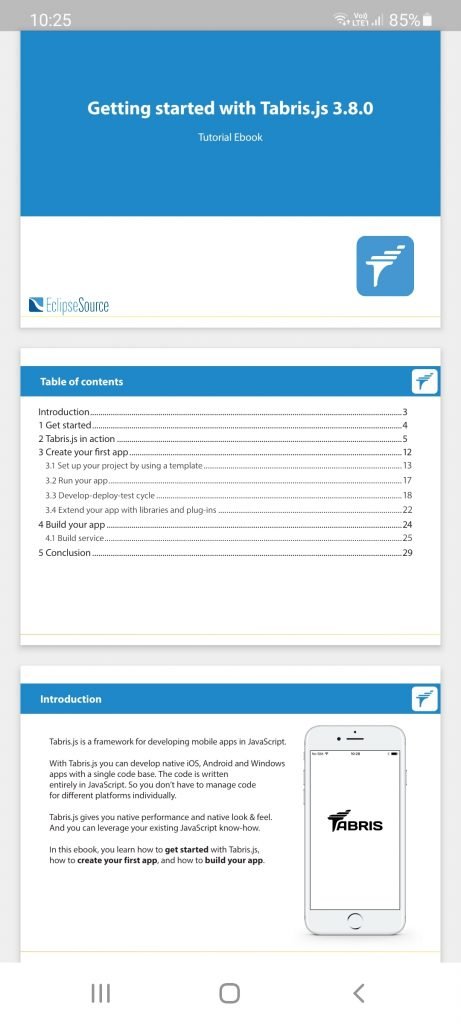 10:25
Vo))
LTE1
85%
Getting started with Tabris.js 3.8.0
Tutorial Ebook
EclipseSource
Table of contents
Introduction 3
1 Get started 4
2 Tabris.js in action 5
3 Create your first app 12
3.1 Set up your project by using a template 13
3.2 Run your app 17
3.3 Develop-deploy-test cycle 18
3.4 Extend your app with libraries and plug-ins 22
4 Build your app 24
4.1 Build service 25
5 Conclusion 29
Introduction
Tabris.js is a framework for developing mobile apps in JavaScript.
With Tabris.js you can develop native iOS, Android and Windows
apps with a single code base. The code is written
entirely in JavaScript. So you don't have to manage code
for different platforms individually.
Tabris.js gives you native performance and native look & feel.
And you can leverage your existing JavaScript know-how.
In this ebook, you learn how to get started with Tabris.js,
how to create your first app, and how to build your app.
TABRIS